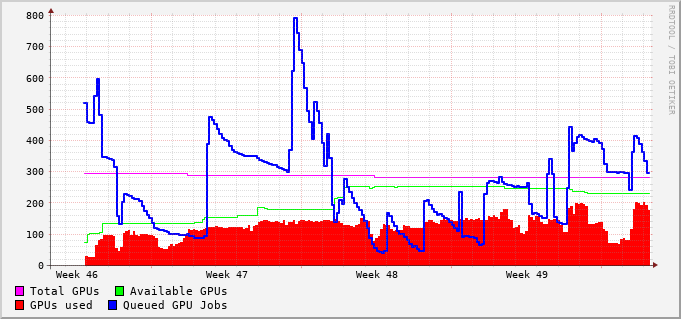 800
700
600
500
400
300
200
100
0
Week 46 Week 47 Week 48 Week 49
Total GPUs Available GPUs
GPUs used Queued GPU Jobs
RRDTOOL / TOBI OETIKER